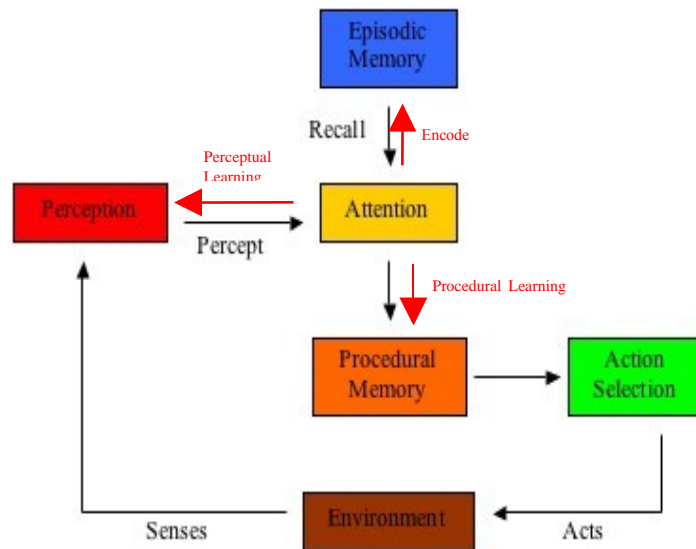 Episodic
Memory
Recall
Encode
Perceptual
Learning
Perception
Attention
Percept
Procedural Learning
Procedural
Memory
Action
Selection
Environment
Senses
Acts